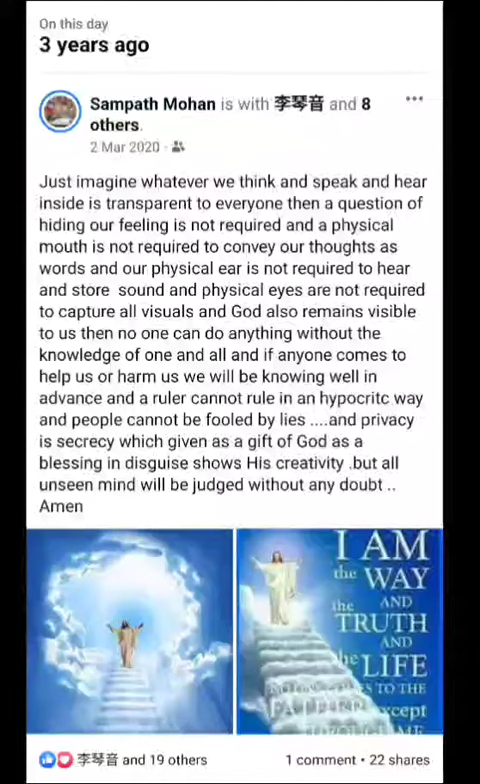 On this day
3 years ago
Sampath Mohan is with 李琴音 and 8
others.
2 Mar 2020
Just imagine whatever we think and speak and hear
inside is transparent to everyone then a question of
hiding our feeling is not required and a physical
mouth is not required to convey our thoughts as
words and our physical ear is not required to hear
and store sound and physical eyes are not required
to capture all visuals and God also remains visible
to us then no one can do anything without the
knowledge of one and all and if anyone comes to
help us or harm us we will be knowing well in
advance and a ruler cannot rule in an hypocritc way
and people cannot be fooled by lies ....and privacy
is secrecy which given as a gift of God as a
blessing in disguise shows His creativity .but all
unseen mind will be judged without any doubt ..
Amen
I AM
the WAY
AND
the
TRUTH
AND
the LIFE
NO ONE COMES TO THE
FATHER except
THROUGH ME
李琴音 and 19 others
1 comment • 22 shares